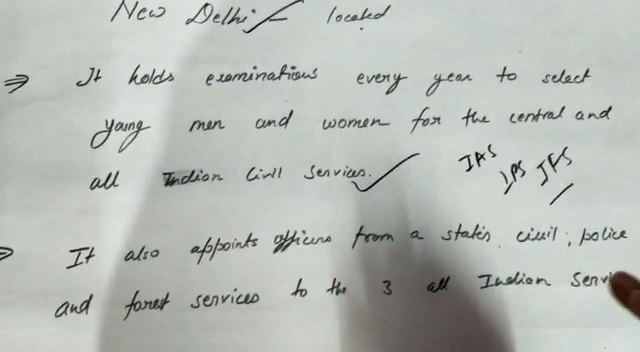 New Delhi located
⇒ It holds examinations every year to select
young men and women for the central and
all Indian Civil Services. IAS IPS IFS
⇒ It also appoints officers from a state's civil, police
and forest services to the 3 all Indian Servi